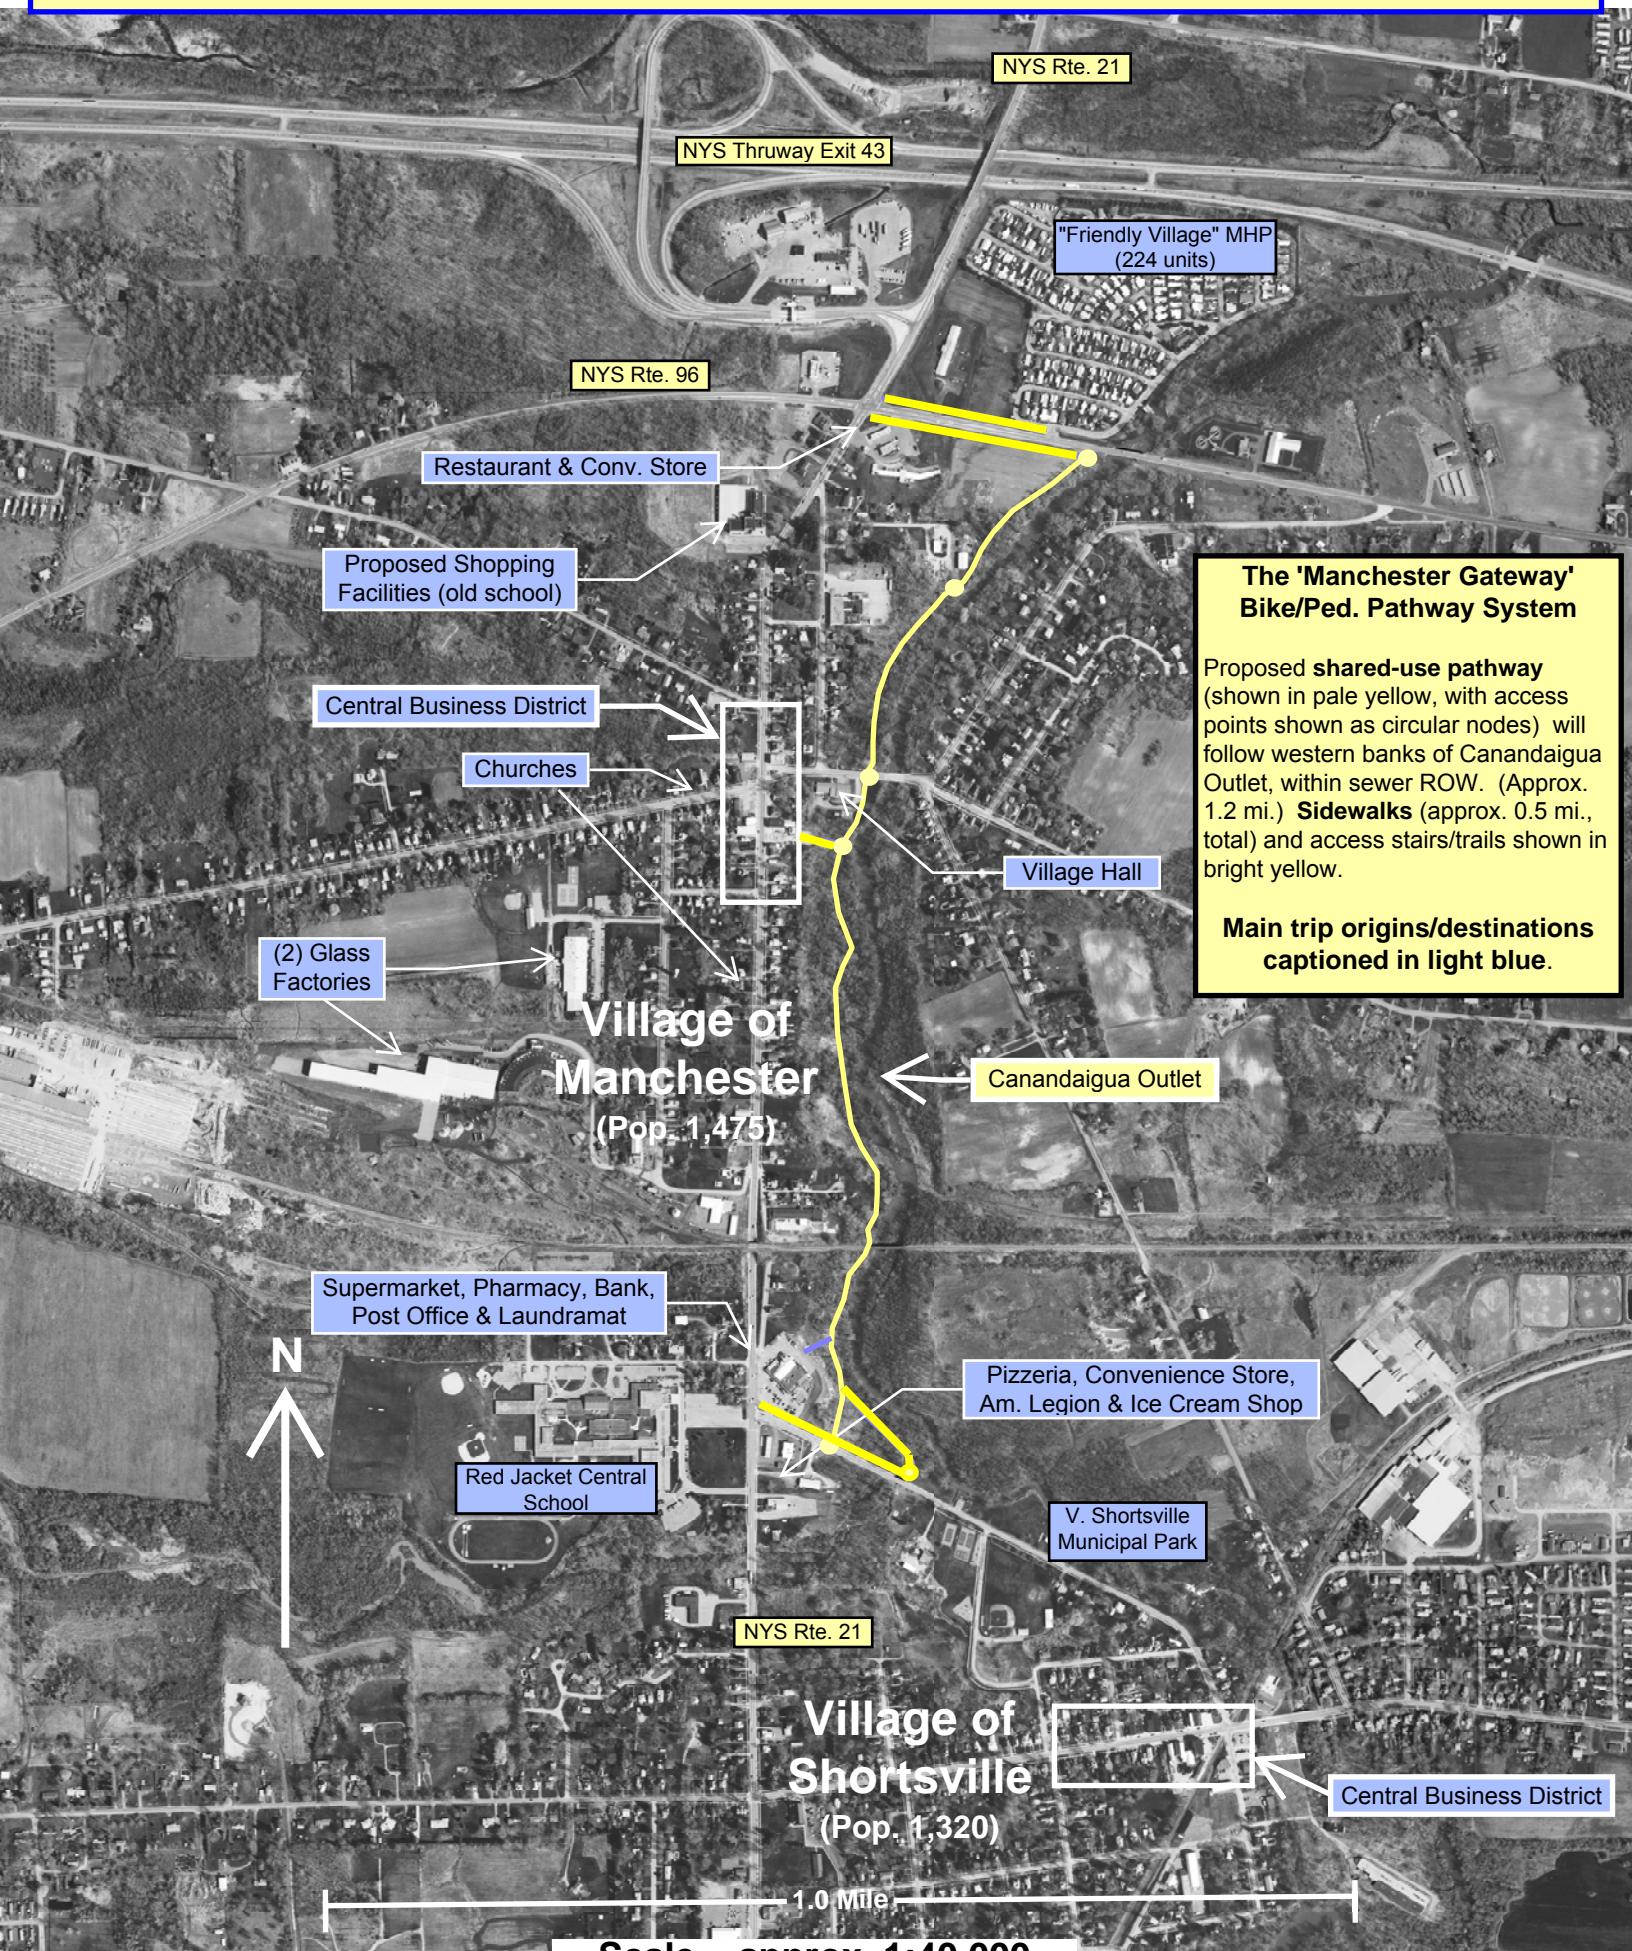 NYS Rte. 21
NYS Thruway Exit 43
"Friendly Village" MHP
(224 units)
NYS Rte. 96
Restaurant & Conv. Store
Proposed Shopping
Facilities (old school)
The 'Manchester Gateway'
Bike/Ped. Pathway System
Proposed shared-use pathway
(shown in pale yellow, with access
points shown as circular nodes) will
follow western banks of Canandaigua
Outlet, within sewer ROW. (Approx.
1.2 mi.) Sidewalks (approx. 0.5 mi.,
total) and access stairs/trails shown in
bright yellow.
Main trip origins/destinations
captioned in light blue.
Central Business District
Churches
Village Hall
(2) Glass
Factories
Village of
Manchester
(Pop. 1,475)
Canandaigua Outlet
Supermarket, Pharmacy, Bank,
Post Office & Laundramat
N
Pizzeria, Convenience Store,
Am. Legion & Ice Cream Shop
Red Jacket Central
School
V. Shortsville
Municipal Park
NYS Rte. 21
Village of
Shortsville
(Pop. 1,320)
Central Business District
1.0 Mile